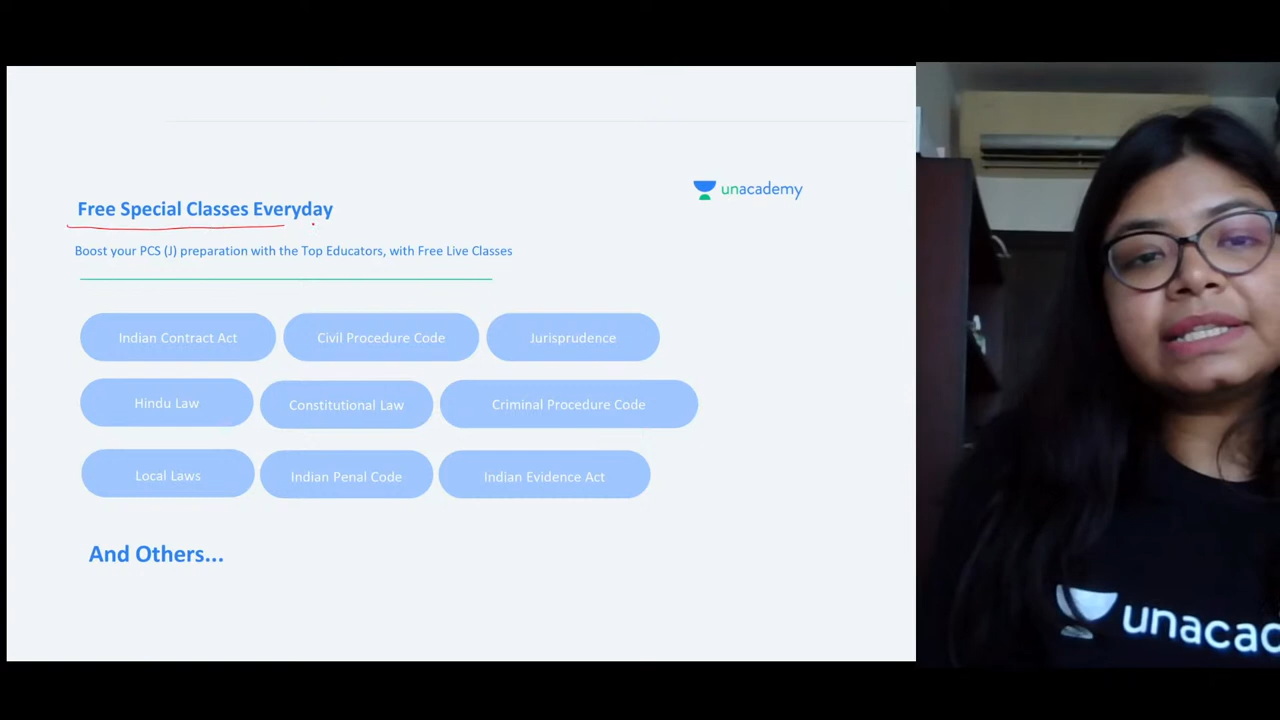 unacademy
Free Special Classes Everyday
Boost your PCS (J) preparation with the Top Educators, with Free Live Classes
Indian Contract Act
Civil Procedure Code
Jurisprudence
Hindu Law
Constitutional Law
Criminal Procedure Code
Local Laws
Indian Penal Code
Indian Evidence Act
And Others...
unacad